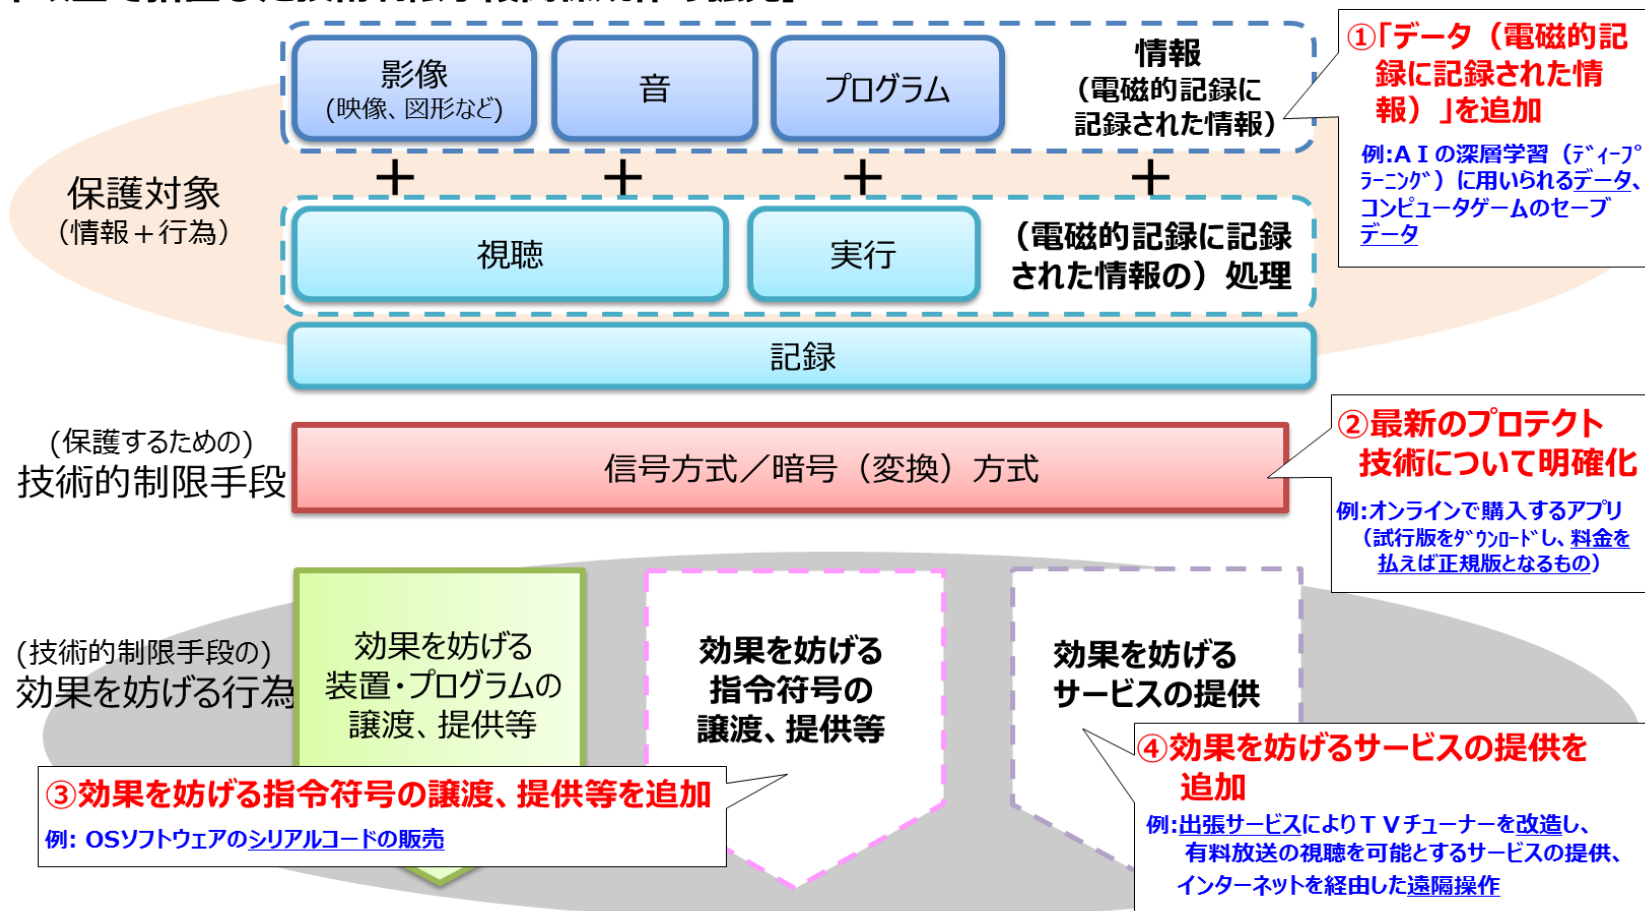 影像
(映像、図形など)
音
プログラム
情報
(電磁的記録に
記録された情報)
①「データ（電磁的記
録に記録された情
報）」を追加
例:AIの深層学習（ﾃﾞｨｰﾌﾟ
ﾗｰﾆﾝｸﾞ）に用いられるデータ、
コンピュータゲームのセーブ
データ
＋
＋
＋
＋
保護対象
（情報＋行為）
視聴
実行
（電磁的記録に記録
された情報の）処理
記録
(保護するための)
技術的制限手段
信号方式／暗号（変換）方式
②最新のプロテクト
技術について明確化
例:オンラインで購入するアプリ
（試行版をﾀﾞｳﾝﾛｰﾄﾞし、料金を
払えば正規版となるもの）
(技術的制限手段の)
効果を妨げる行為
効果を妨げる
装置・プログラムの
譲渡、提供等
効果を妨げる
指令符号の
譲渡、提供等
効果を妨げる
サービスの提供
③効果を妨げる指令符号の譲渡、提供等を追加
例: OSソフトウェアのシリアルコードの販売
④効果を妨げるサービスの提供を
追加
例:出張サービスによりＴＶチューナーを改造し、
有料放送の視聴を可能とするサービスの提供、
インターネットを経由した遠隔操作